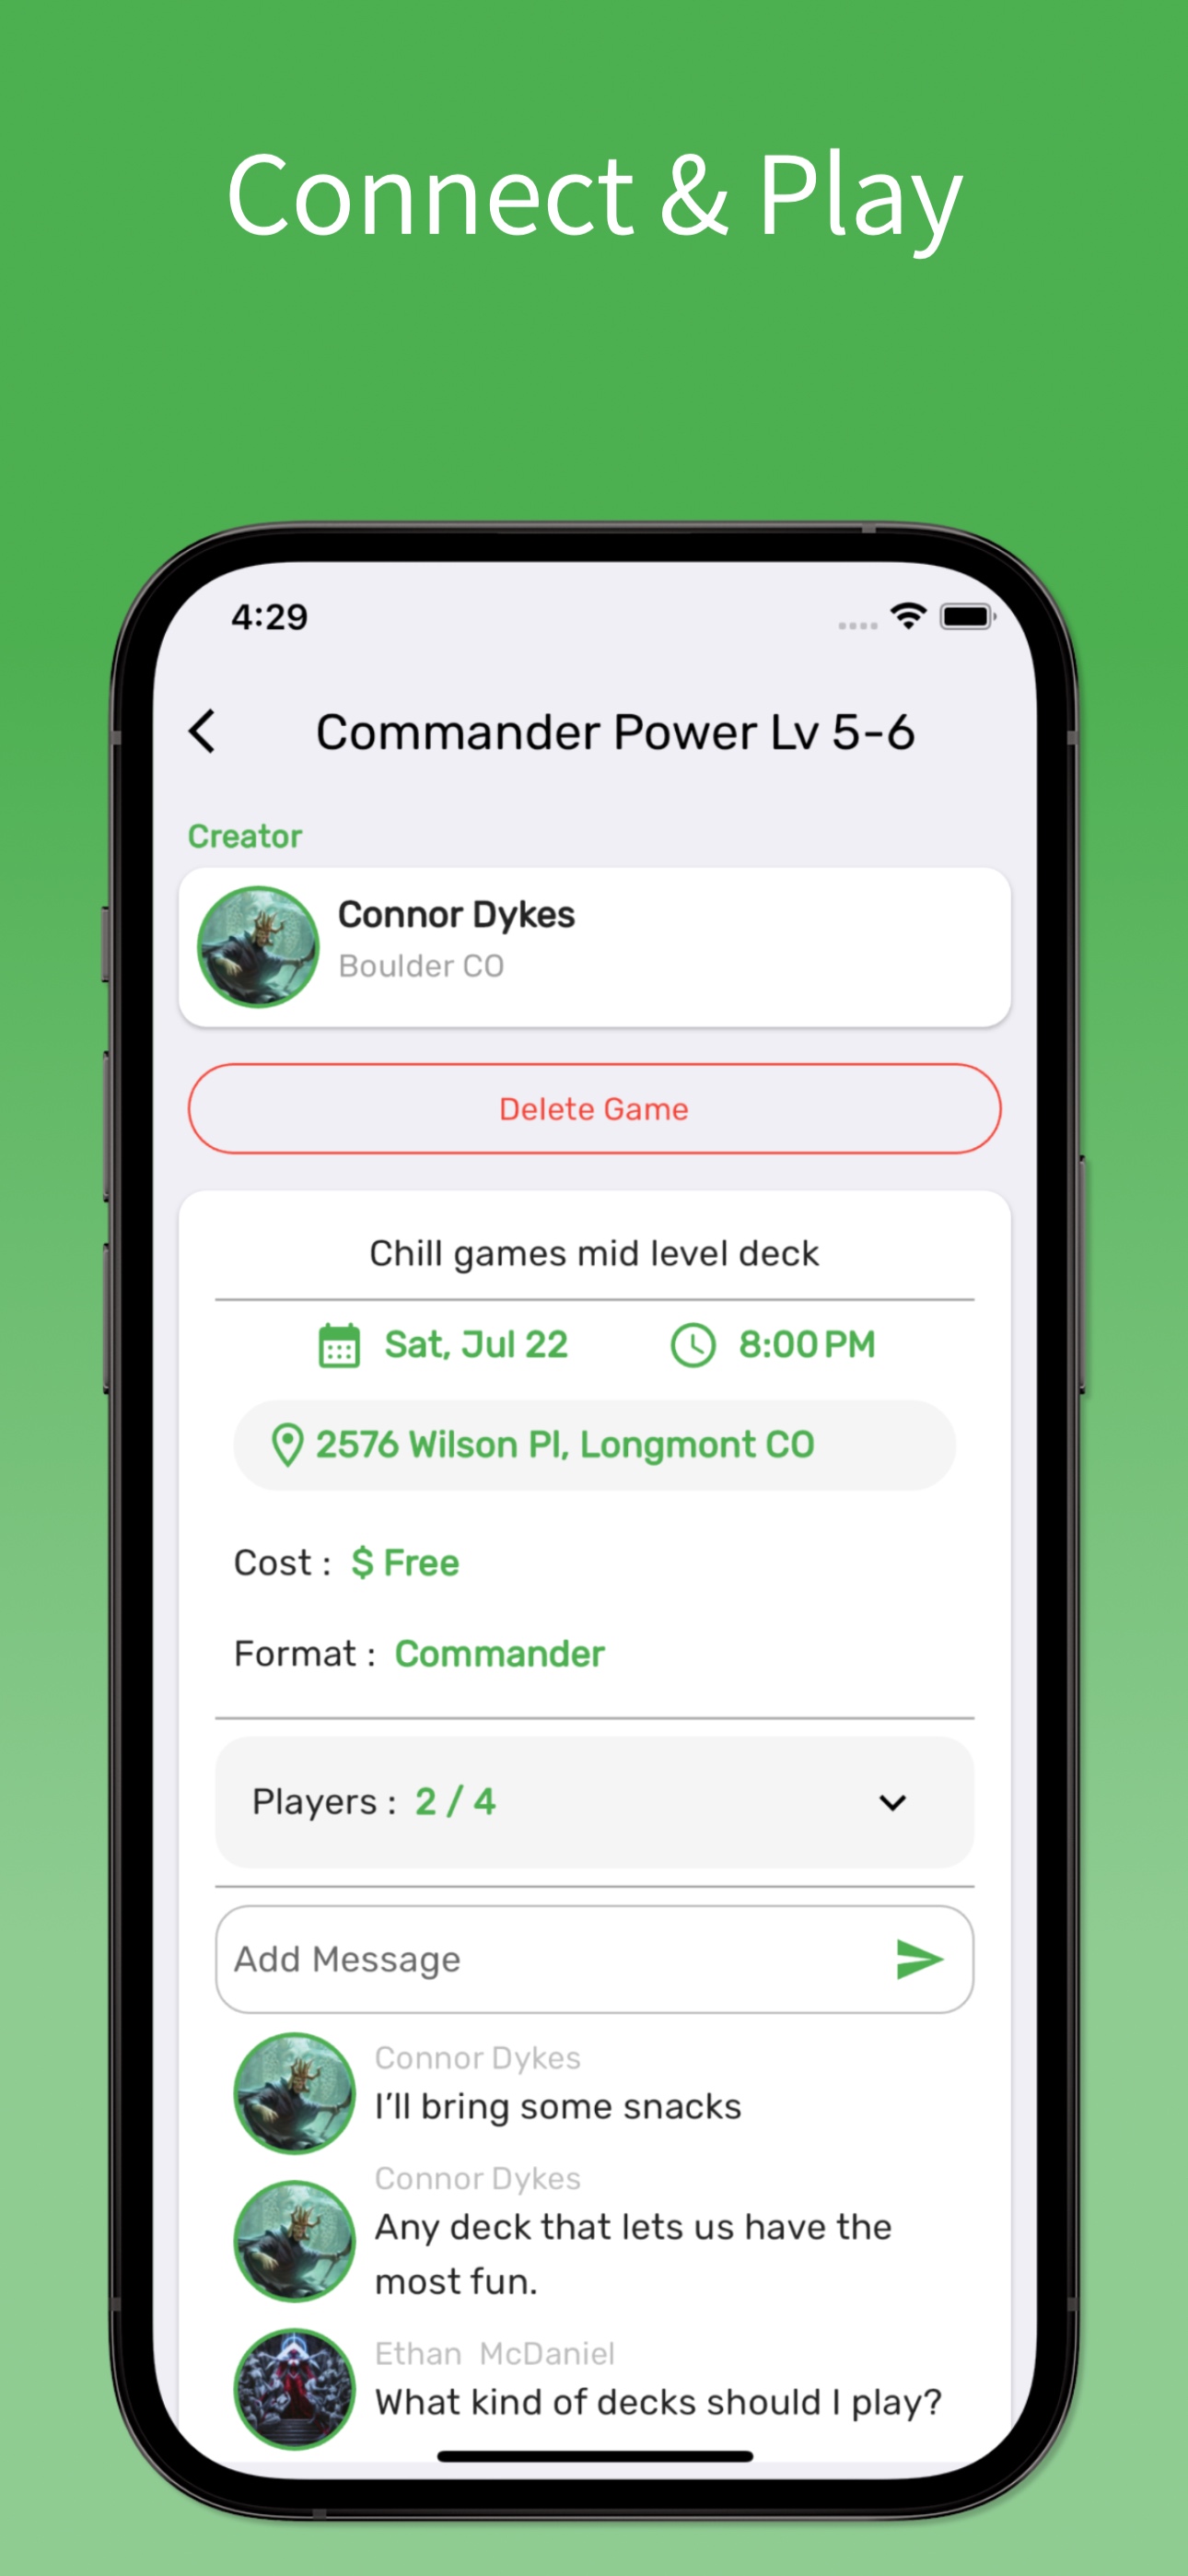 Connect & Play
4:29
Commander Power Lv 5-6
Creator
Connor Dykes
Boulder CO
Delete Game
Chill games mid level deck
Sat, Jul 22
8:00 PM
2576 Wilson Pl, Longmont CO
Cost : $ Free
Format : Commander
Players : 2 / 4
Add Message
Connor Dykes
I’ll bring some snacks
Connor Dykes
Any deck that lets us have the
most fun.
Ethan McDaniel
What kind of decks should I play?